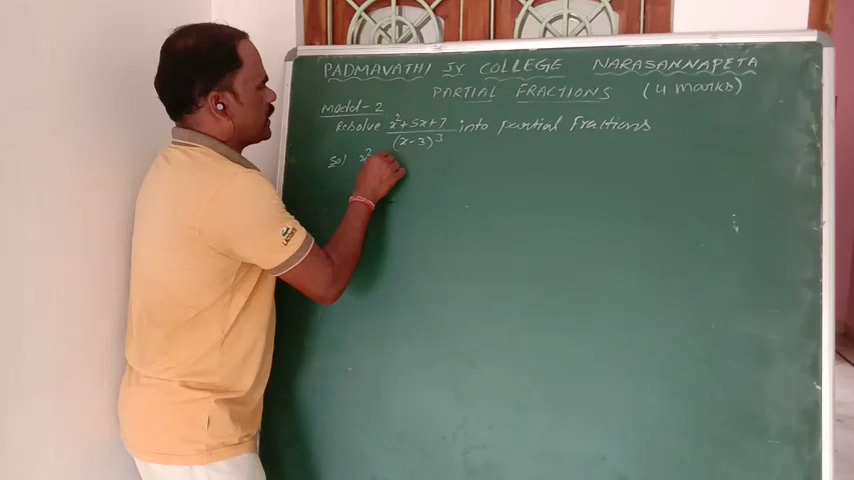 PADMAVATHI Jr COLLEGE NARASANNAPETA
PARTIAL FRACTIONS (4 marks)
Model-2
Resolve x²+5x+7/(x-3)³ into partial Fractions
Sol x²